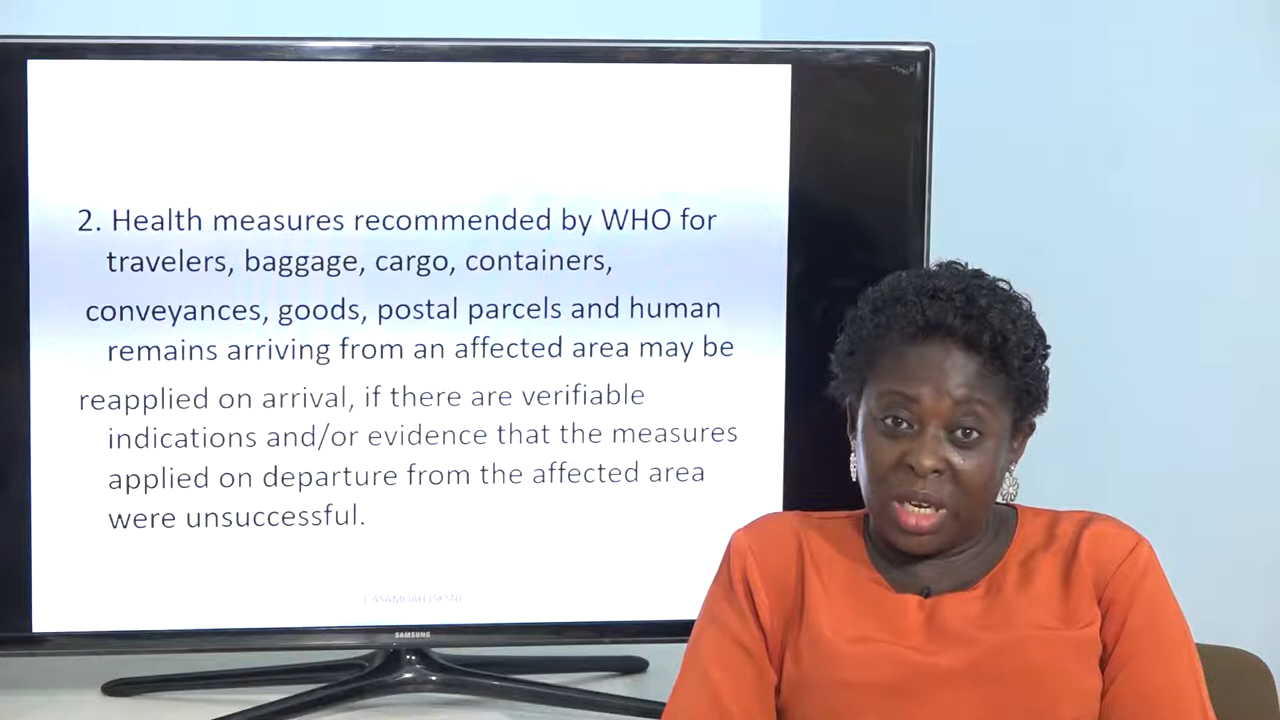 2. Health measures recommended by WHO for
travelers, baggage, cargo, containers,
conveyances, goods, postal parcels and human
remains arriving from an affected area may be
reapplied on arrival, if there are verifiable
indications and/or evidence that the measures
applied on departure from the affected area
were unsuccessful.
SAMSUNG